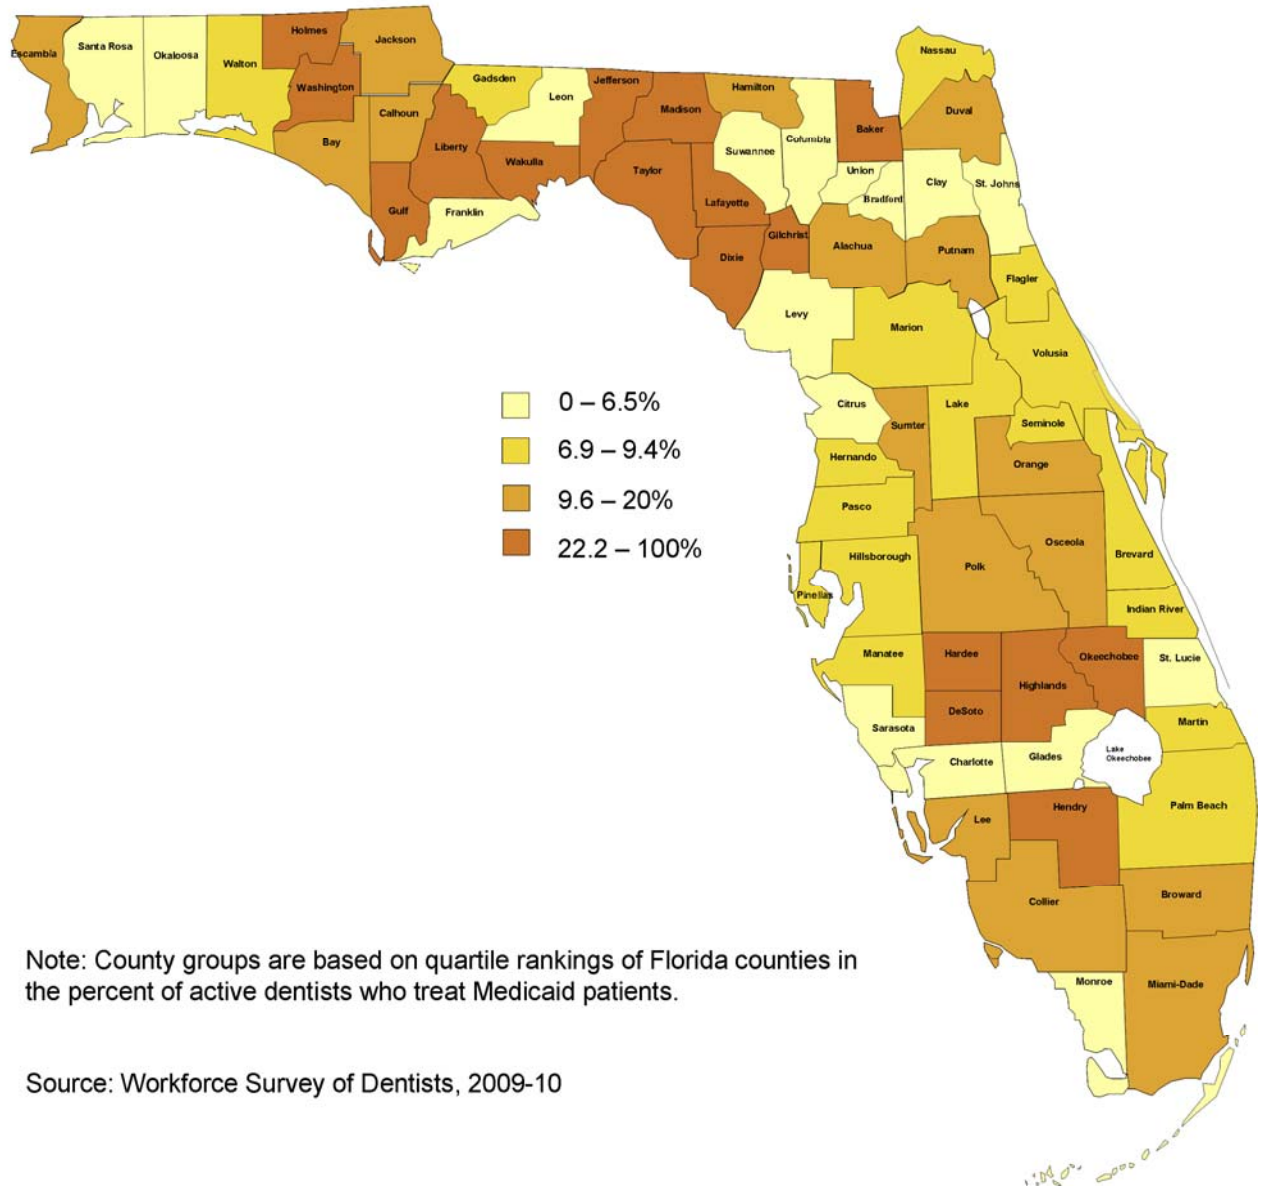 Holmes
Jackson
Escambia
Santa Rosa
Okaloosa
Walton
Washington
Calhoun
Bay
Gadsden
Leon
Liberty
Wakulla
Gulf
Franklin
Jefferson
Madison
Hamilton
Taylor
Suwannee
Columbia
Lafayette
Dixie
Gilchrist
Baker
Nassau
Duval
Union
Bradford
Clay
St. Johns
Alachua
Putnam
Flagler
Levy
Marion
Volusia
Citrus
Sumter
Lake
Seminole
Hernando
Orange
Pasco
Hillsborough
Pinellas
Polk
Osceola
Brevard
Indian River
Manatee
Hardee
Highlands
Okeechobee
St. Lucie
Sarasota
DeSoto
Martin
Charlotte
Glades
Lake
Okeechobee
Lee
Hendry
Palm Beach
Collier
Broward
Monroe
Miami-Dade
0 – 6.5%
6.9 – 9.4%
9.6 – 20%
22.2 – 100%
Note: County groups are based on quartile rankings of Florida counties in
the percent of active dentists who treat Medicaid patients.
Source: Workforce Survey of Dentists, 2009-10